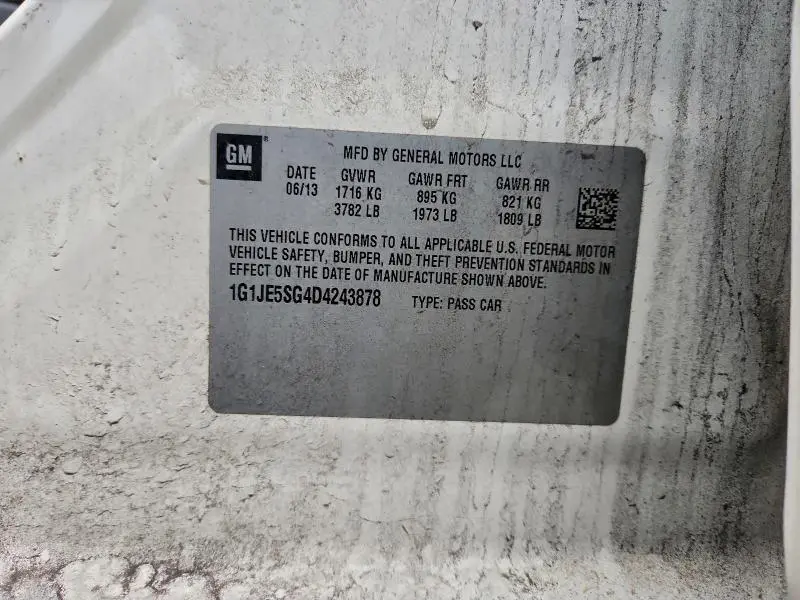 GM®
MFD BY GENERAL MOTORS LLC
DATE GVWR GAWR FRT GAWR RR
06/13 1716 KG 895 KG 821 KG
3782 LB 1973 LB 1809 LB
THIS VEHICLE CONFORMS TO ALL APPLICABLE U.S. FEDERAL MOTOR
VEHICLE SAFETY, BUMPER, AND THEFT PREVENTION STANDARDS IN
EFFECT ON THE DATE OF MANUFACTURE SHOWN ABOVE.
1G1JE5SG4D4243878 TYPE: PASS CAR